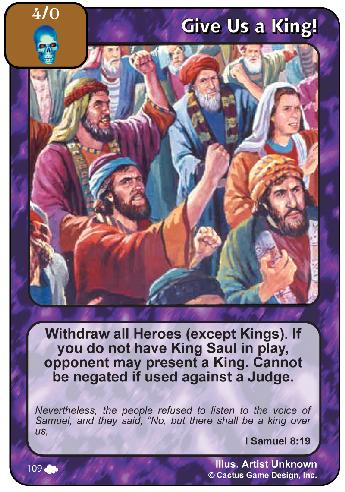 4/0
Give Us a King!
Withdraw all Heroes (except Kings). If
you do not have King Saul in play,
opponent may present a King. Cannot
be negated if used against a Judge.
Nevertheless, the people refused to listen to the voice of
Samuel, and they said, "No, but there shall be a king over
us,
I Samuel 8:19
109
Illus. Artist Unknown
© Cactus Game Design, Inc.